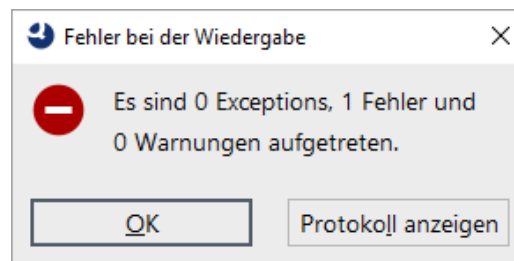 Fehler bei der Wiedergabe
Es sind 0 Exceptions, 1 Fehler und
0 Warnungen aufgetreten.
OK
Protokoll anzeigen